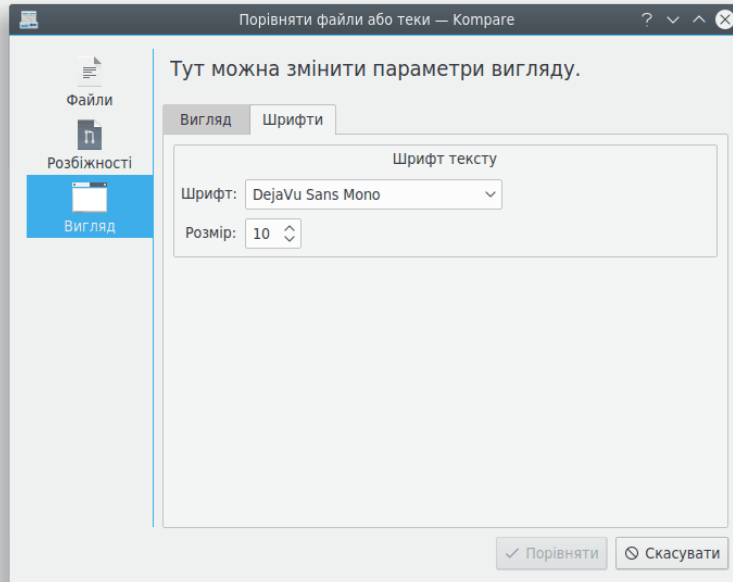 Порівняти файли або теки — Kompare
Файли
Розбіжності
Вигляд
Тут можна змінити параметри вигляду.
Вигляд Шрифти
Шрифт тексту
Шрифт: DejaVu Sans Mono
Розмір: 10
Порівняти Скасувати